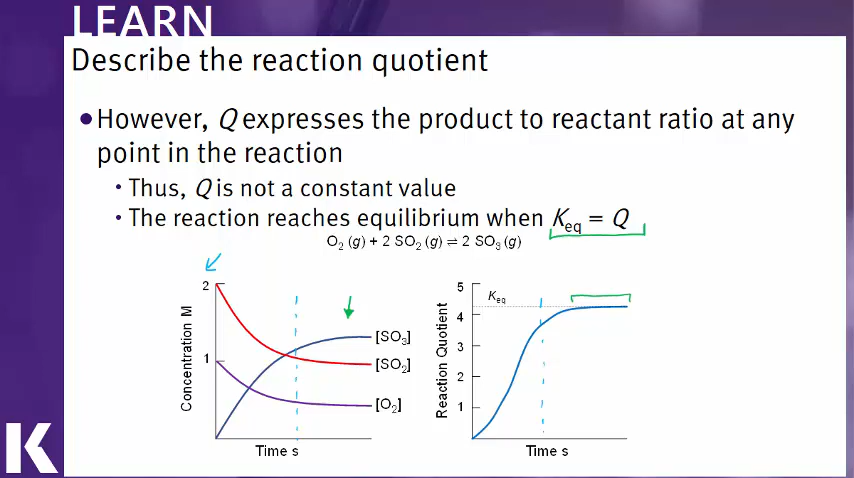 LEARN
Describe the reaction quotient
•However, Q expresses the product to reactant ratio at any
point in the reaction
• Thus, Q is not a constant value
• The reaction reaches equilibrium when Keq = Q
O₂ (g) + 2 SO₂ (g) ⇌ 2 SO₃ (g)
Concentration M
2
1
[SO₃]
[SO₂]
[O₂]
Time s
Reaction Quotient
5
4
3
2
1
Keq
Time s
K